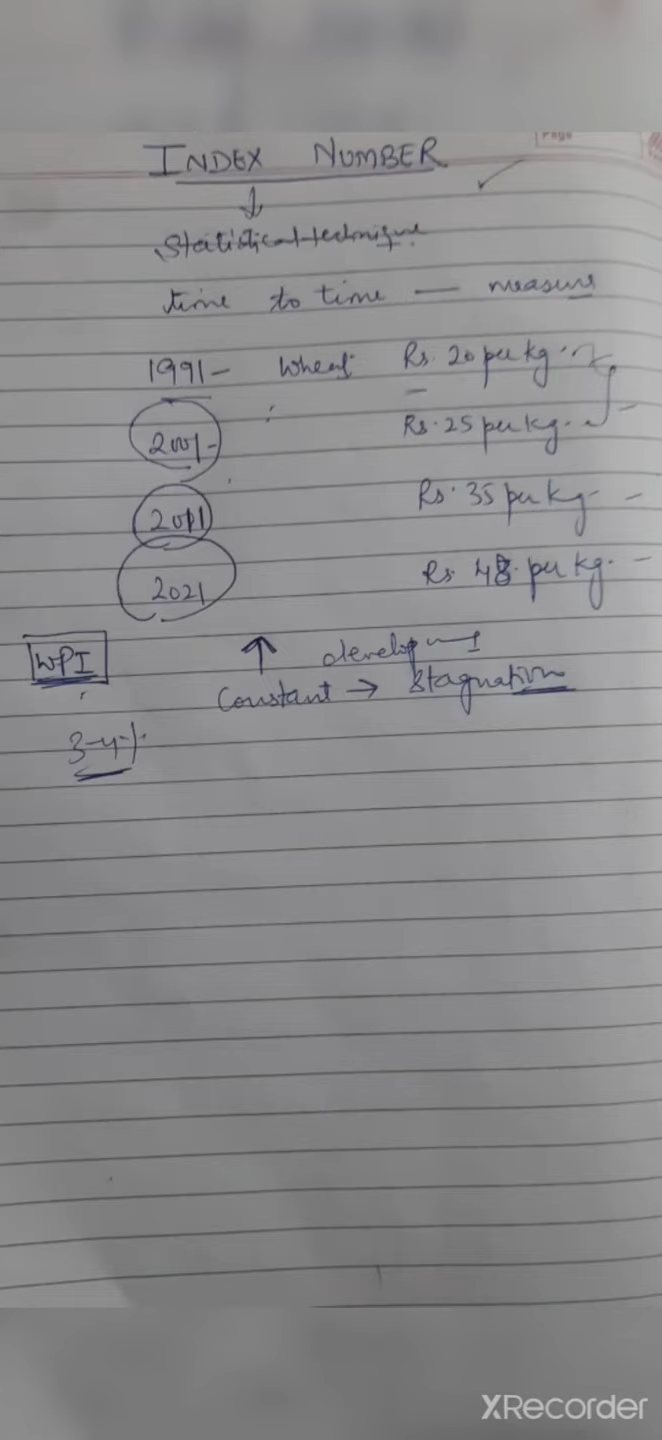 Page
INDEX NUMBER
↓
Statistical technique
time to time — measure
1991 - Wheat Rs. 20 per kg.
2001 - Rs. 25 per kg.
2011 Rs. 35 per kg -
2021 Rs. 48. per kg. -
WPI ↑ development
Constant → Stagnation
3-4%.
XRecorder